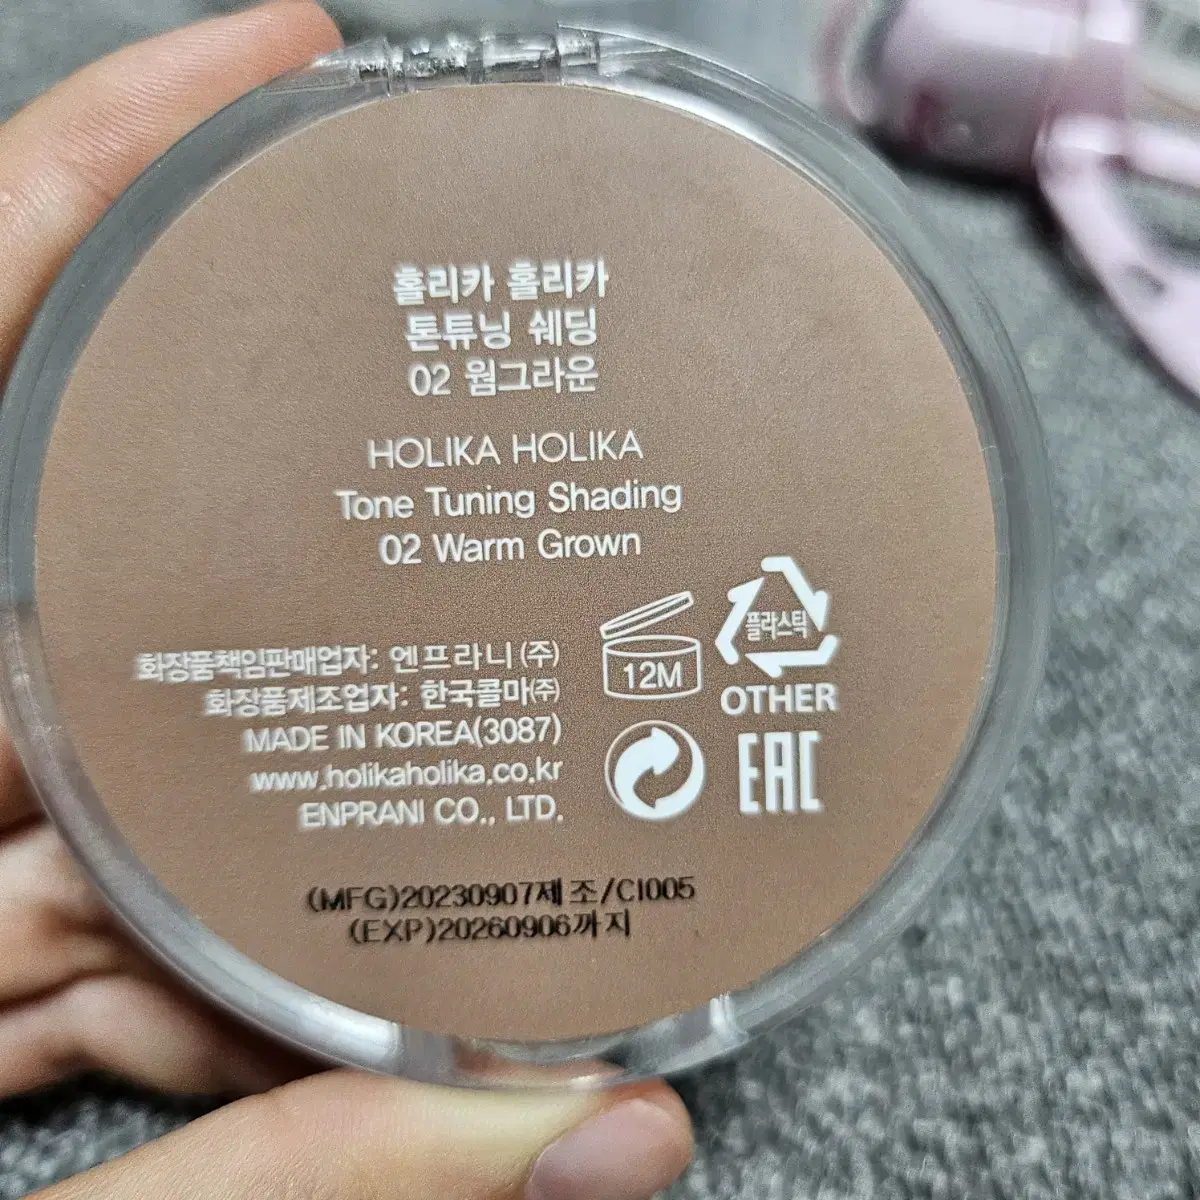 홀리카 홀리카
톤튜닝 쉐딩
02 웜그라운
HOLIKA HOLIKA
Tone Tuning Shading
02 Warm Grown
화장품책임판매업자: 엔프라니(주)
화장품제조업자: 한국콜마(주)
MADE IN KOREA(3087)
www.holikaholika.co.kr
ENPRANI CO., LTD.
12M
플라스틱
OTHER
EAC
(MFG)20230907제조/CI005
(EXP)20260906까지